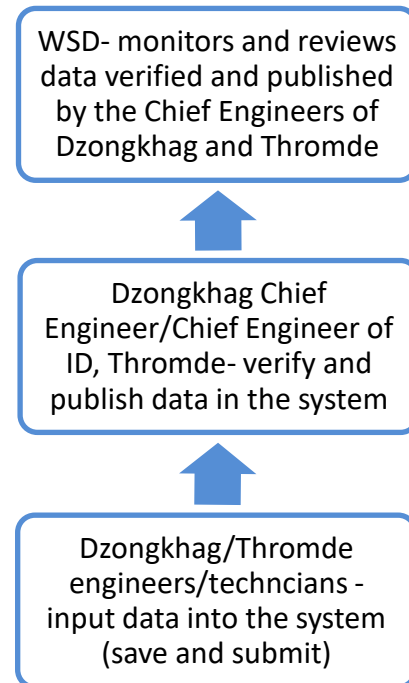 WSD- monitors and reviews
data verified and published
by the Chief Engineers of
Dzongkhag and Thromde
Dzongkhag Chief
Engineer/Chief Engineer of
ID, Thromde- verify and
publish data in the system
Dzongkhag/Thromde
engineers/techncians -
input data into the system
(save and submit)